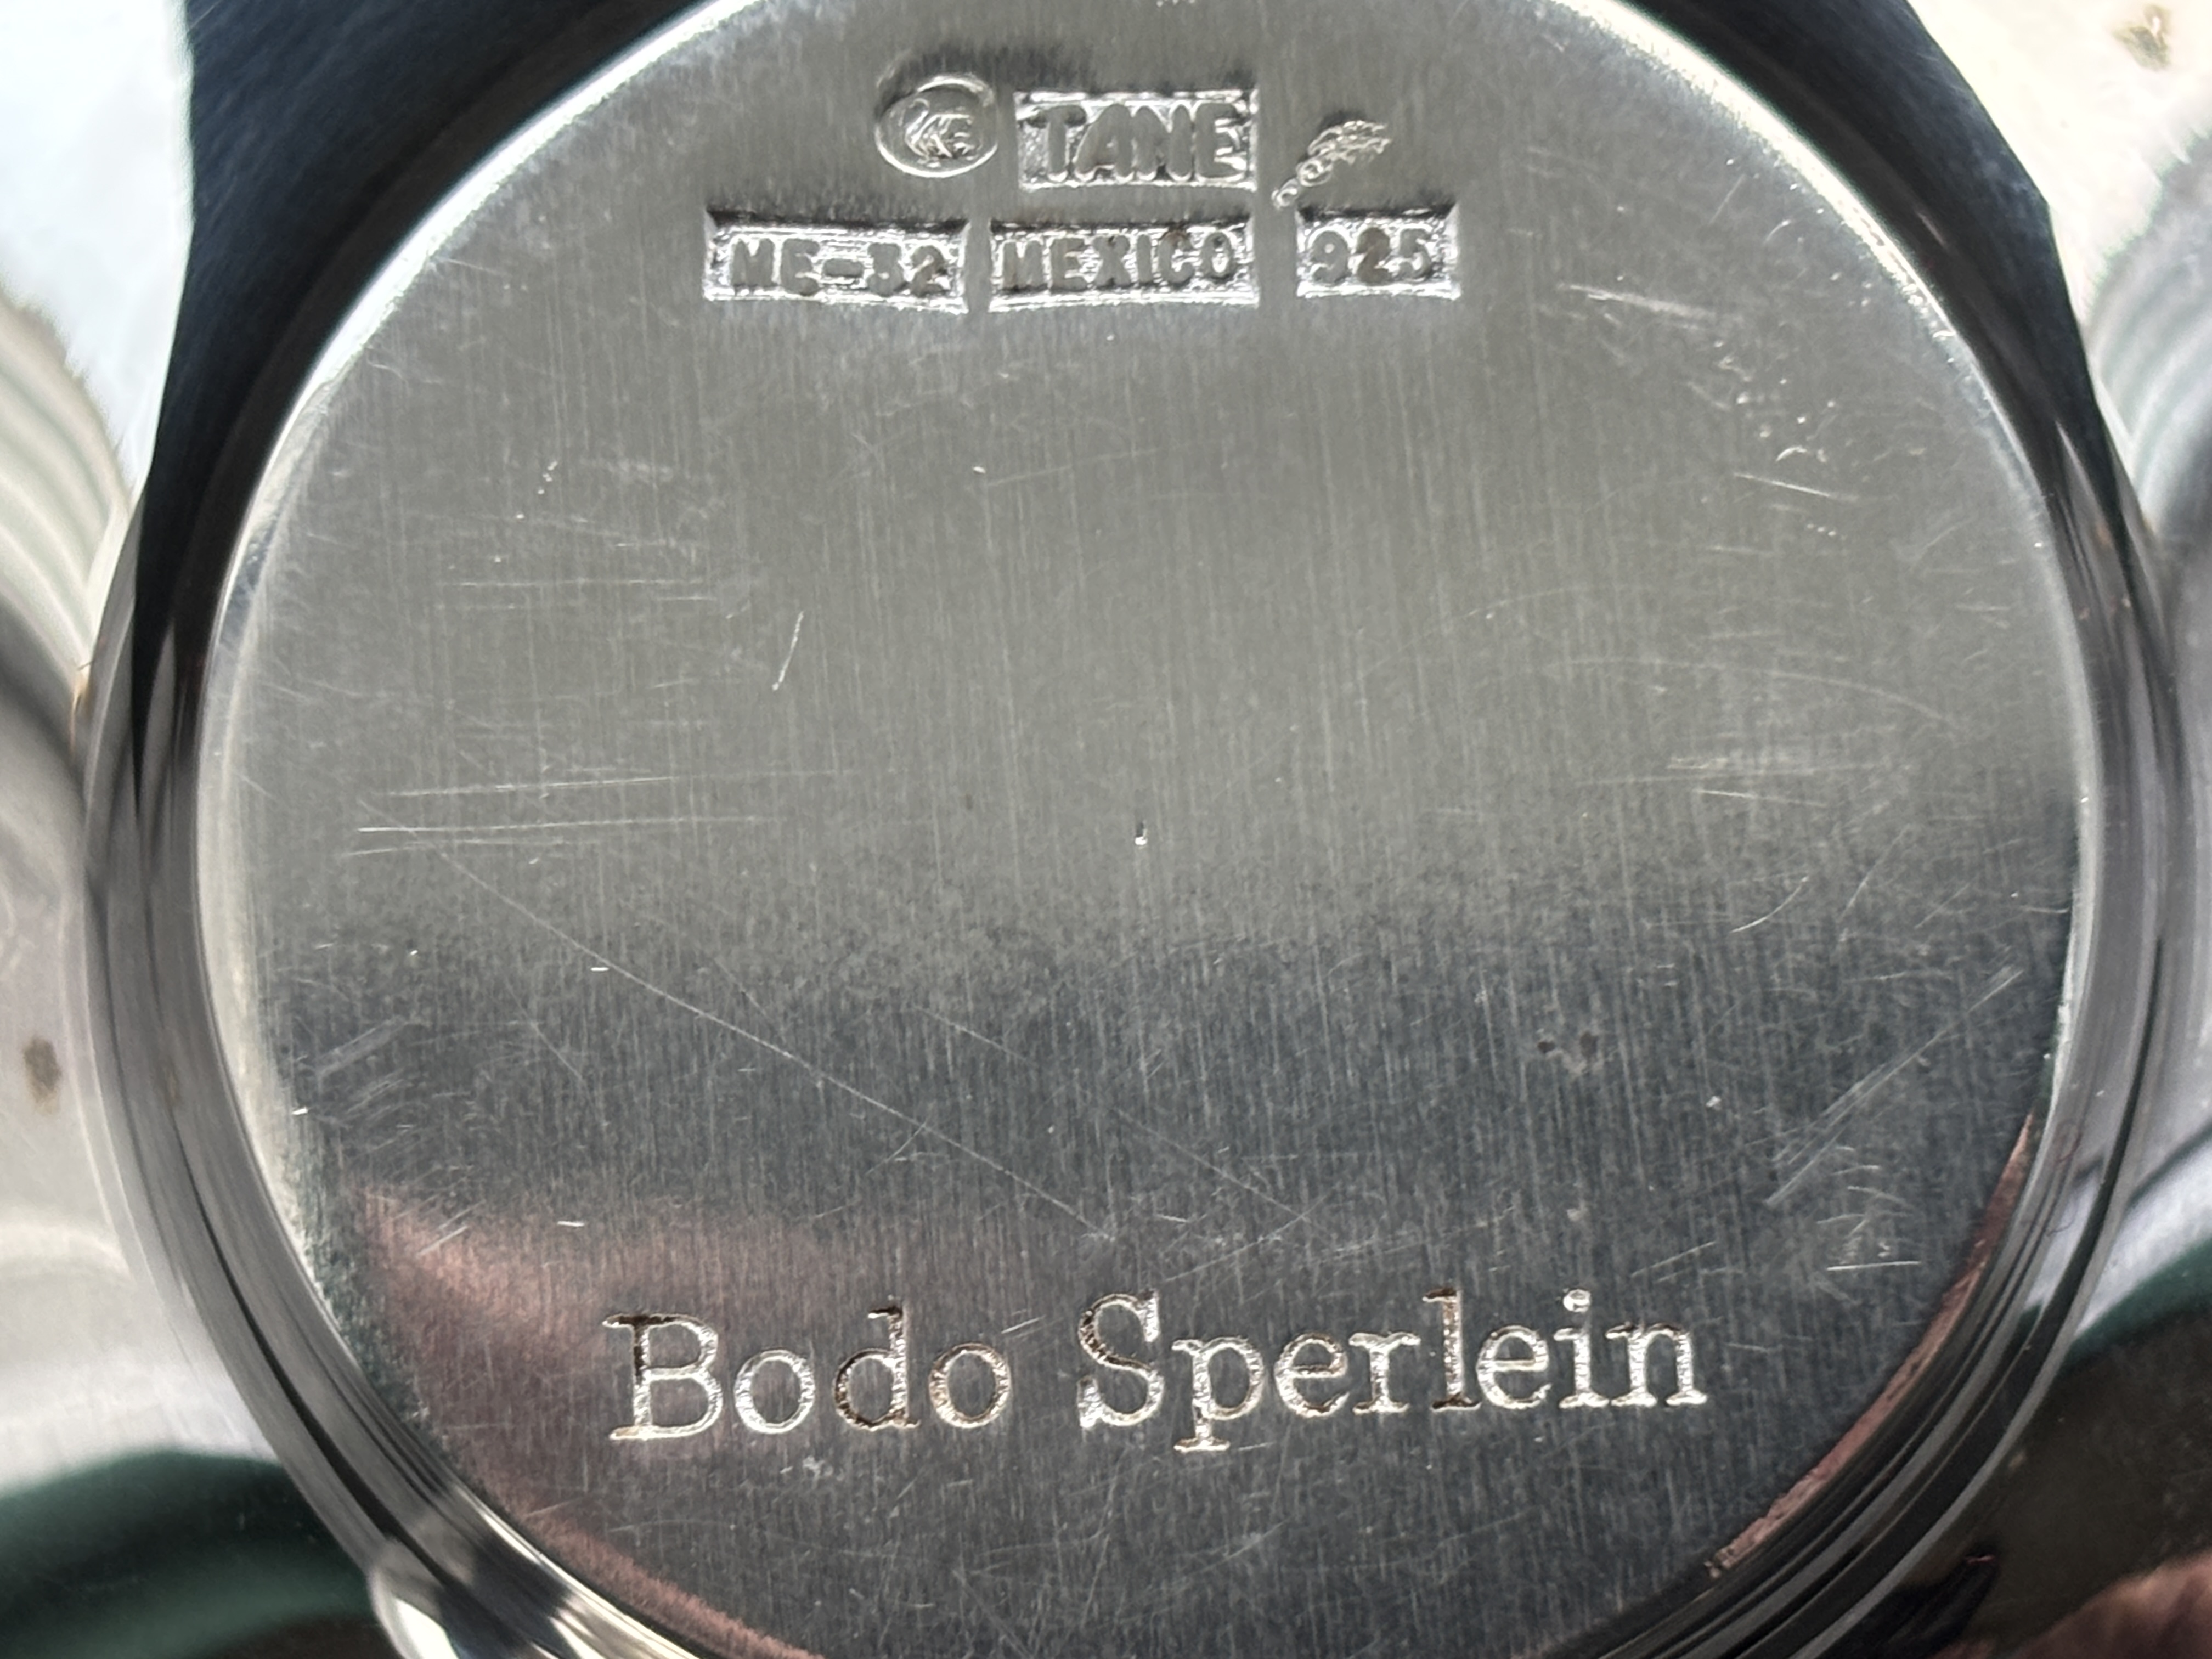 TANE
ME-32 MEXICO 925
Bodo Sperlein